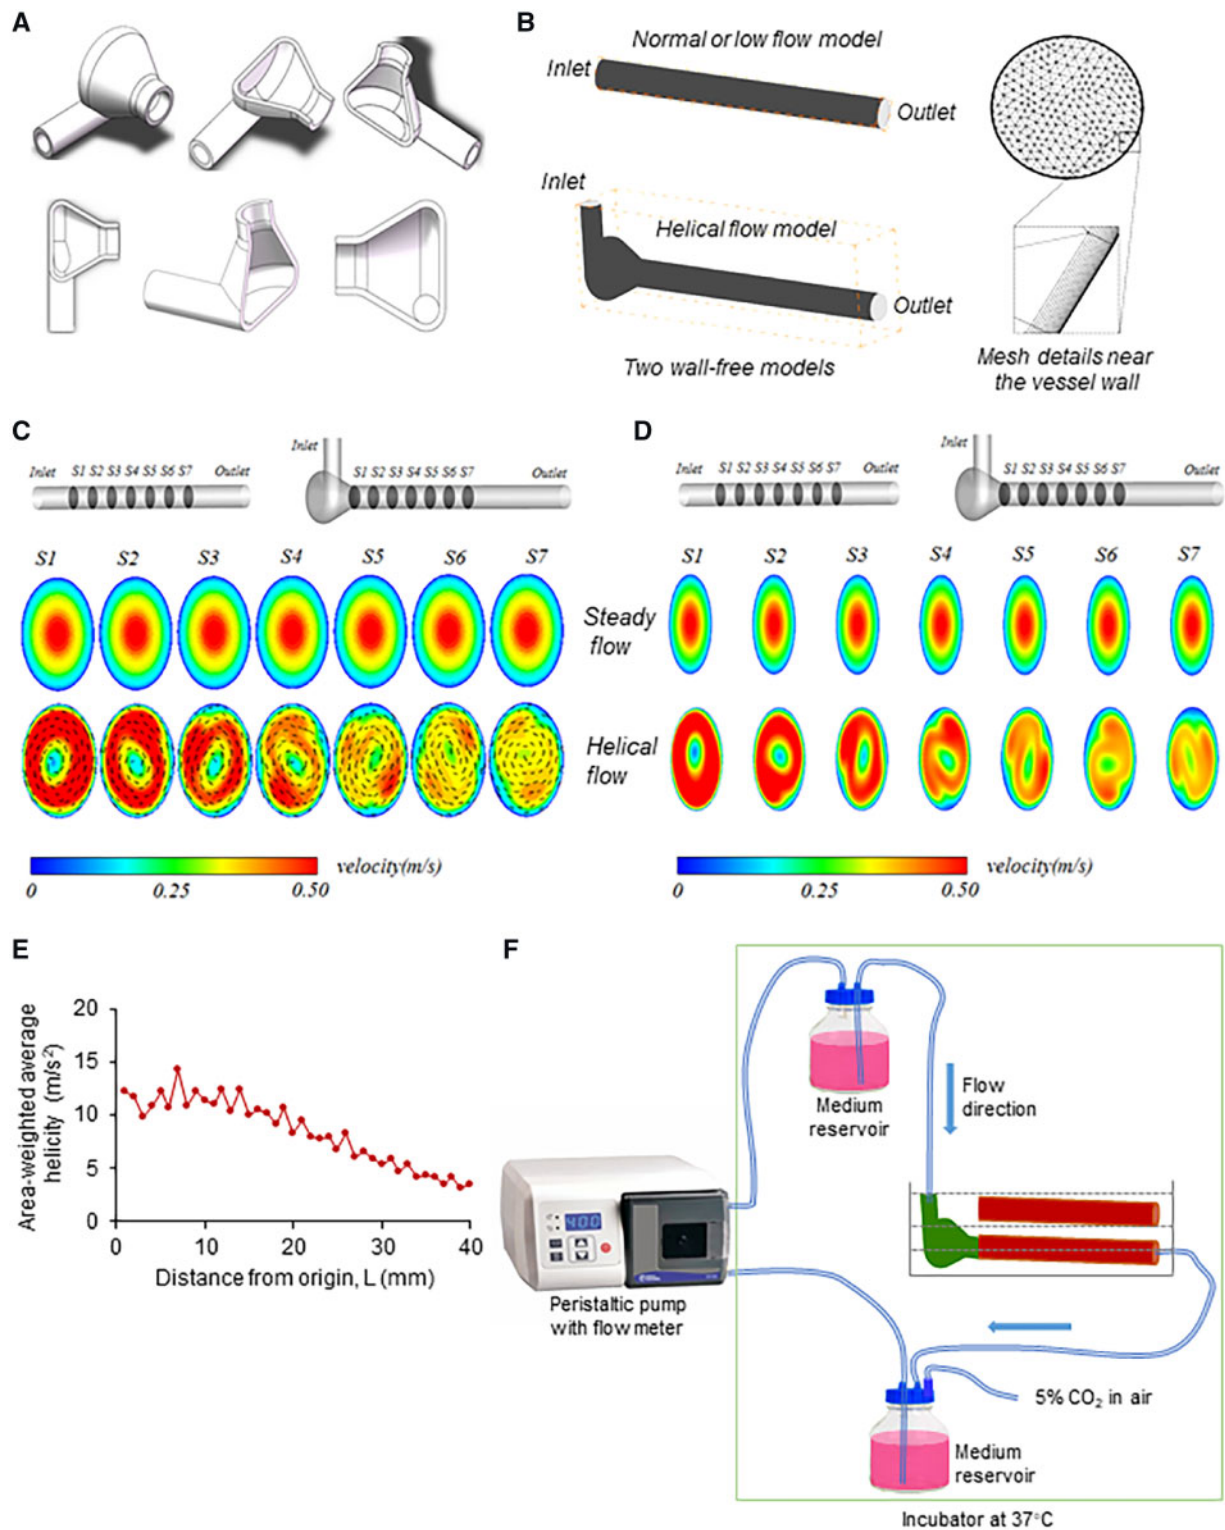 A
B
Normal or low flow model
Inlet
Outlet
Inlet
Helical flow model
Outlet
Two wall-free models
Mesh details near
the vessel wall
C
Inlet S1 S2 S3 S4 S5 S6 S7 Outlet
Inlet
S1 S2 S3 S4 S5 S6 S7 Outlet
S1 S2 S3 S4 S5 S6 S7
Steady
flow
Helical
flow
0 0.25 0.50 velocity(m/s)
D
Inlet S1 S2 S3 S4 S5 S6 S7 Outlet
Inlet
S1 S2 S3 S4 S5 S6 S7 Outlet
S1 S2 S3 S4 S5 S6 S7
0 0.25 0.50 velocity(m/s)
E
Area-weighted average
helicity (m/s²)
20
15
10
5
0
0 10 20 30 40
Distance from origin, L (mm)
F
Medium
reservoir
Flow
direction
400
Peristaltic pump
with flow meter
5% CO₂ in air
Medium
reservoir
Incubator at 37°C